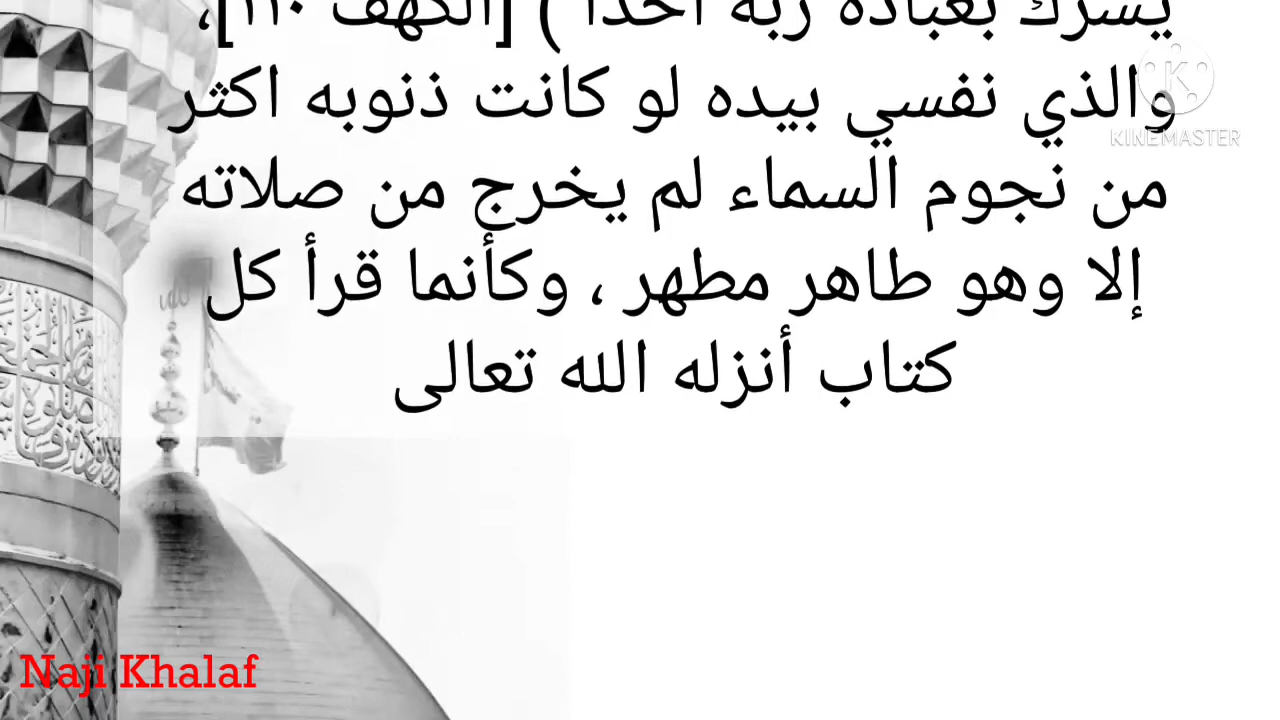 يشرك بعبادة ربه أحدا ) [الكهف ١١٠]،
والذي نفسي بيده لو كانت ذنوبه اكثر
من نجوم السماء لم يخرج من صلاته
إلا وهو طاهر مطهر ، وكأنما قرأ كل
كتاب أنزله الله تعالى
KINEMASTER
Naji Khalaf